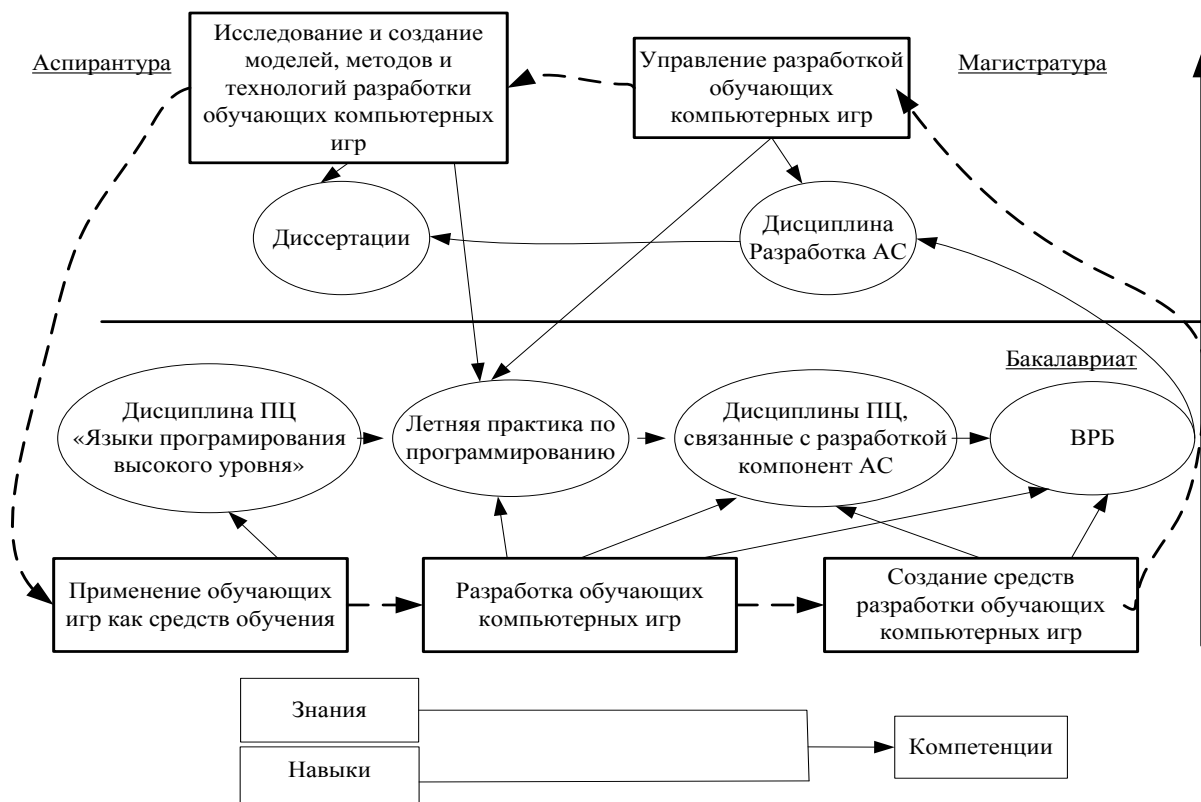 Аспирантура
Исследование и создание
моделей, методов и
технологий разработки
обучающих компьютерных
игр
Управление разработкой
обучающих
компьютерных игр
Магистратура
Диссертации
Дисциплина
Разработка АС
Бакалавриат
Дисциплина ПЦ
«Языки програмирования
высокого уровня»
Летняя практика по
программированию
Дисциплины ПЦ,
связанные с разработкой
компонент АС
ВРБ
Применение обучающих
игр как средств обучения
Разработка обучающих
компьютерных игр
Создание средств
разработки обучающих
компьютерных игр
Знания
Навыки
Компетенции